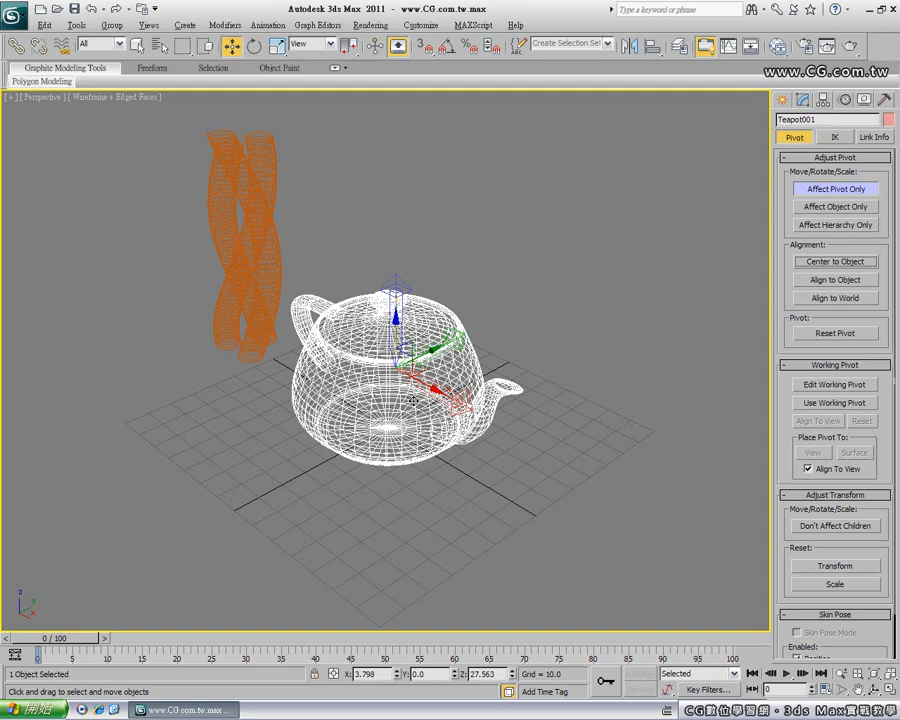 Autodesk 3ds Max 2011 - www.CG.com.tw.max
Type a keyword or phrase
Edit Tools Group Views Create Modifiers Animation Graph Editors Rendering Customize MAXScript Help
All View Create Selection Se
Graphite Modeling Tools Freeform Selection Object Paint
www.CG.com.tw
Polygon Modeling
[ + ] [ Perspective ] [ Wireframe + Edged Faces ]
Teapot001
Pivot IK Link Info
Adjust Pivot
Move/Rotate/Scale:
Affect Pivot Only
Affect Object Only
Affect Hierarchy Only
Alignment:
Center to Object
Align to Object
Align to World
Pivot:
Reset Pivot
Working Pivot
Edit Working Pivot
Use Working Pivot
Align To View Reset
Place Pivot To:
View Surface
Align To View
Adjust Transform
Move/Rotate/Scale:
Don't Affect Children
Reset:
Transform
Scale
Skin Pose
Skin Pose Mode
Enabled:
z
y
x
0 / 100
0 5 10 15 20 25 30 35 40 45 50 55 60 65 70 75 80 85 90 95 100
1 Object Selected X: 3.798 Y: 0.0 Z: 27.563 Grid = 10.0 Auto Key Selected
Click and drag to select and move objects Add Time Tag Set Key Key Filters... 0
開始 www.CG.com.tw.max ... CG數位學習網・3ds Max實戰教學